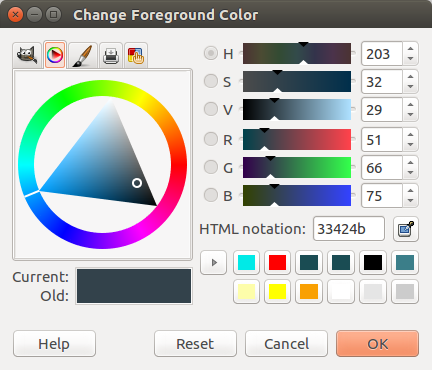 Change Foreground Color
H 203
S 32
V 29
R 51
G 66
B 75
HTML notation: 33424b
Current:
Old:
Help Reset Cancel OK